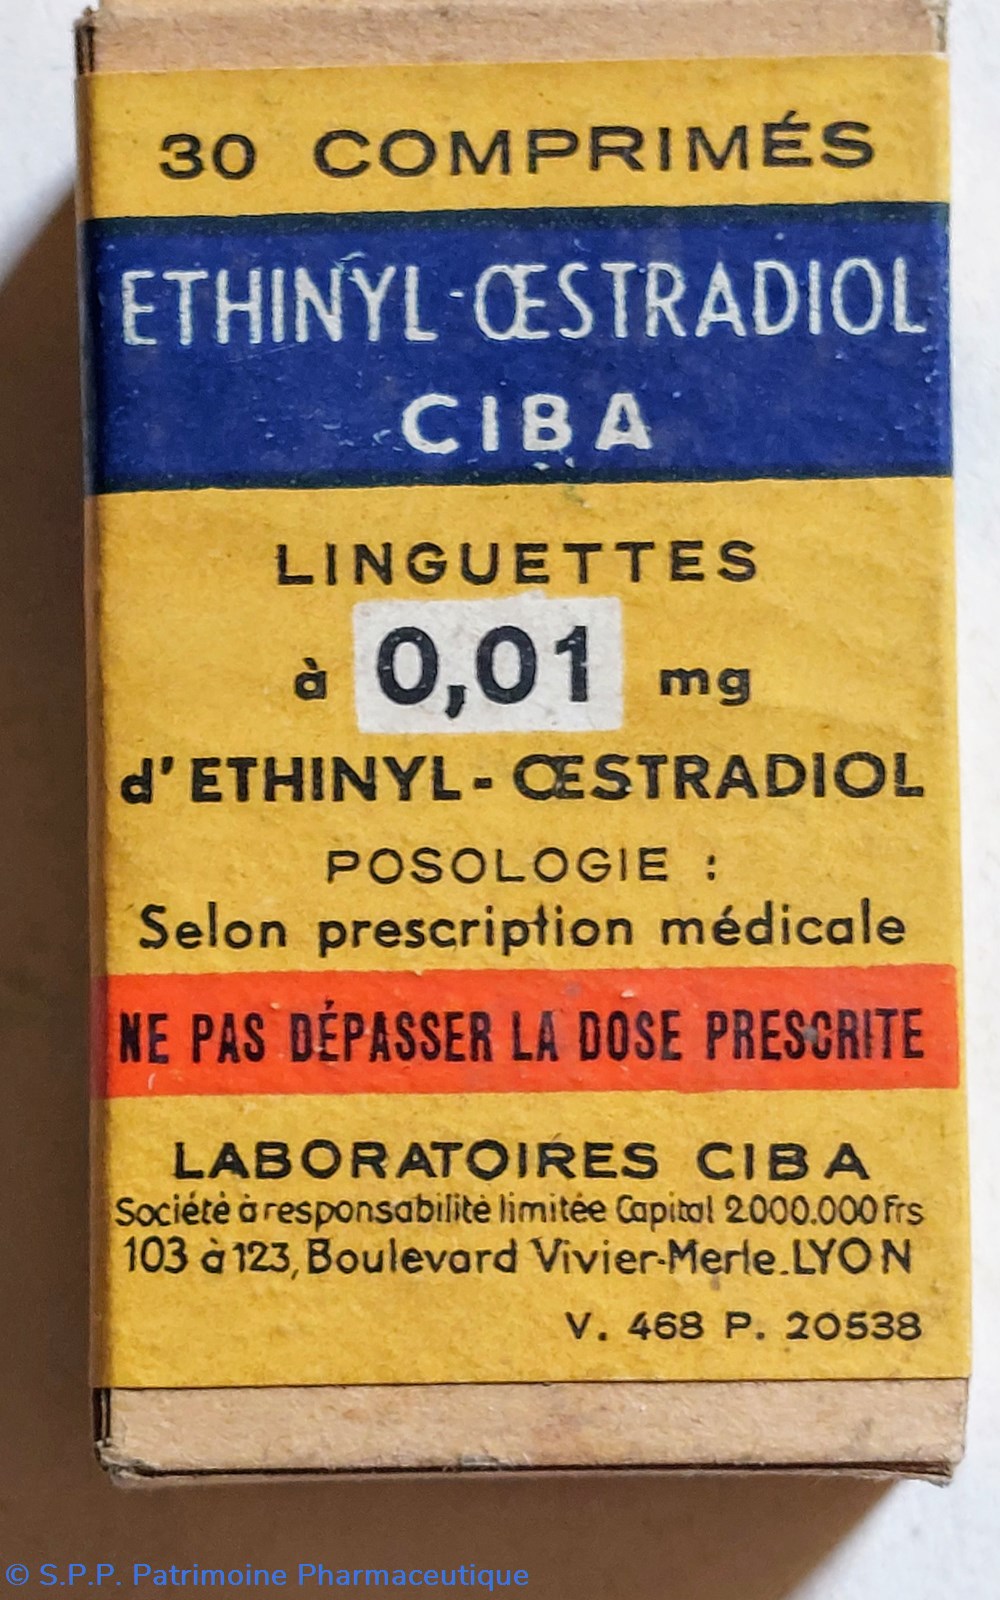 30 COMPRIMÉS
ETHINYL-ŒSTRADIOL
CIBA
LINGUETTES
à 0,01 mg
d'ETHINYL-ŒSTRADIOL
POSOLOGIE :
Selon prescription médicale
NE PAS DÉPASSER LA DOSE PRESCRITE
LABORATOIRES CIBA
Société à responsabilité limitée Capital 2000.000 frs
103 à 123, Boulevard Vivier-Merle. LYON
V. 468 P. 20538
© S.P.P. Patrimoine Pharmaceutique